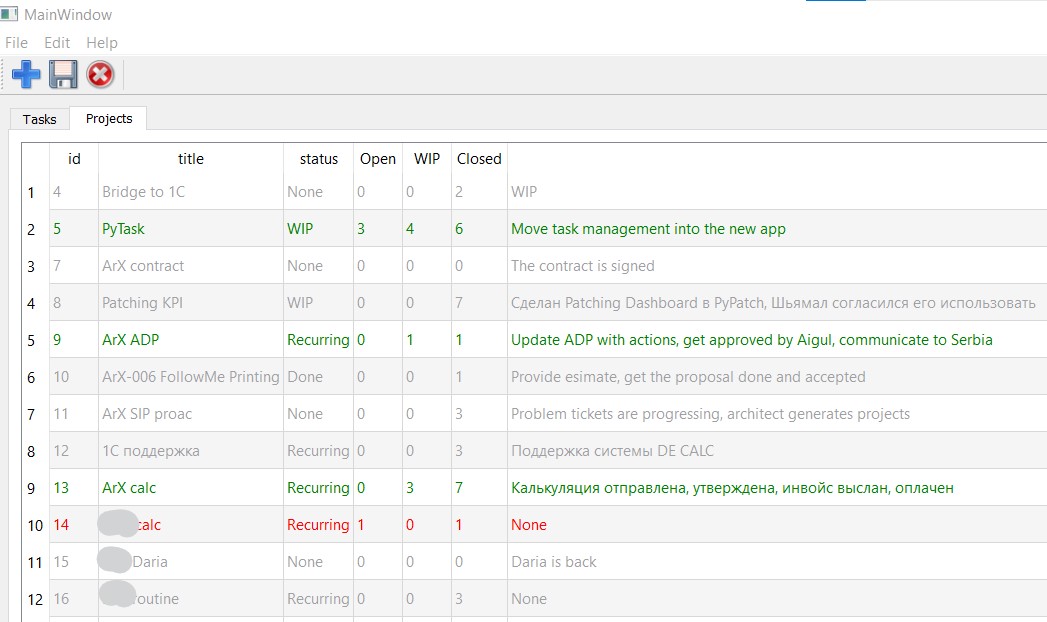 MainWindow
File Edit Help
Tasks Projects
id title status Open WIP Closed
1 4 Bridge to 1C None 0 0 2 WIP
2 5 PyTask WIP 3 4 6 Move task management into the new app
3 7 ArX contract None 0 0 0 The contract is signed
4 8 Patching KPI WIP 0 0 7 Сделан Patching Dashboard в PyPatch, Шьямал согласился его использовать
5 9 ArX ADP Recurring 0 1 1 Update ADP with actions, get approved by Aigul, communicate to Serbia
6 10 ArX-006 FollowMe Printing Done 0 0 1 Provide esimate, get the proposal done and accepted
7 11 ArX SIP proac None 0 0 3 Problem tickets are progressing, architect generates projects
8 12 1С поддержка Recurring 0 0 3 Поддержка системы DE CALC
9 13 ArX calc Recurring 0 3 7 Калькуляция отправлена, утверждена, инвойс выслан, оплачен
10 14 calc Recurring 1 0 1 None
11 15 Daria None 0 0 0 Daria is back
12 16 routine Recurring 0 0 3 None